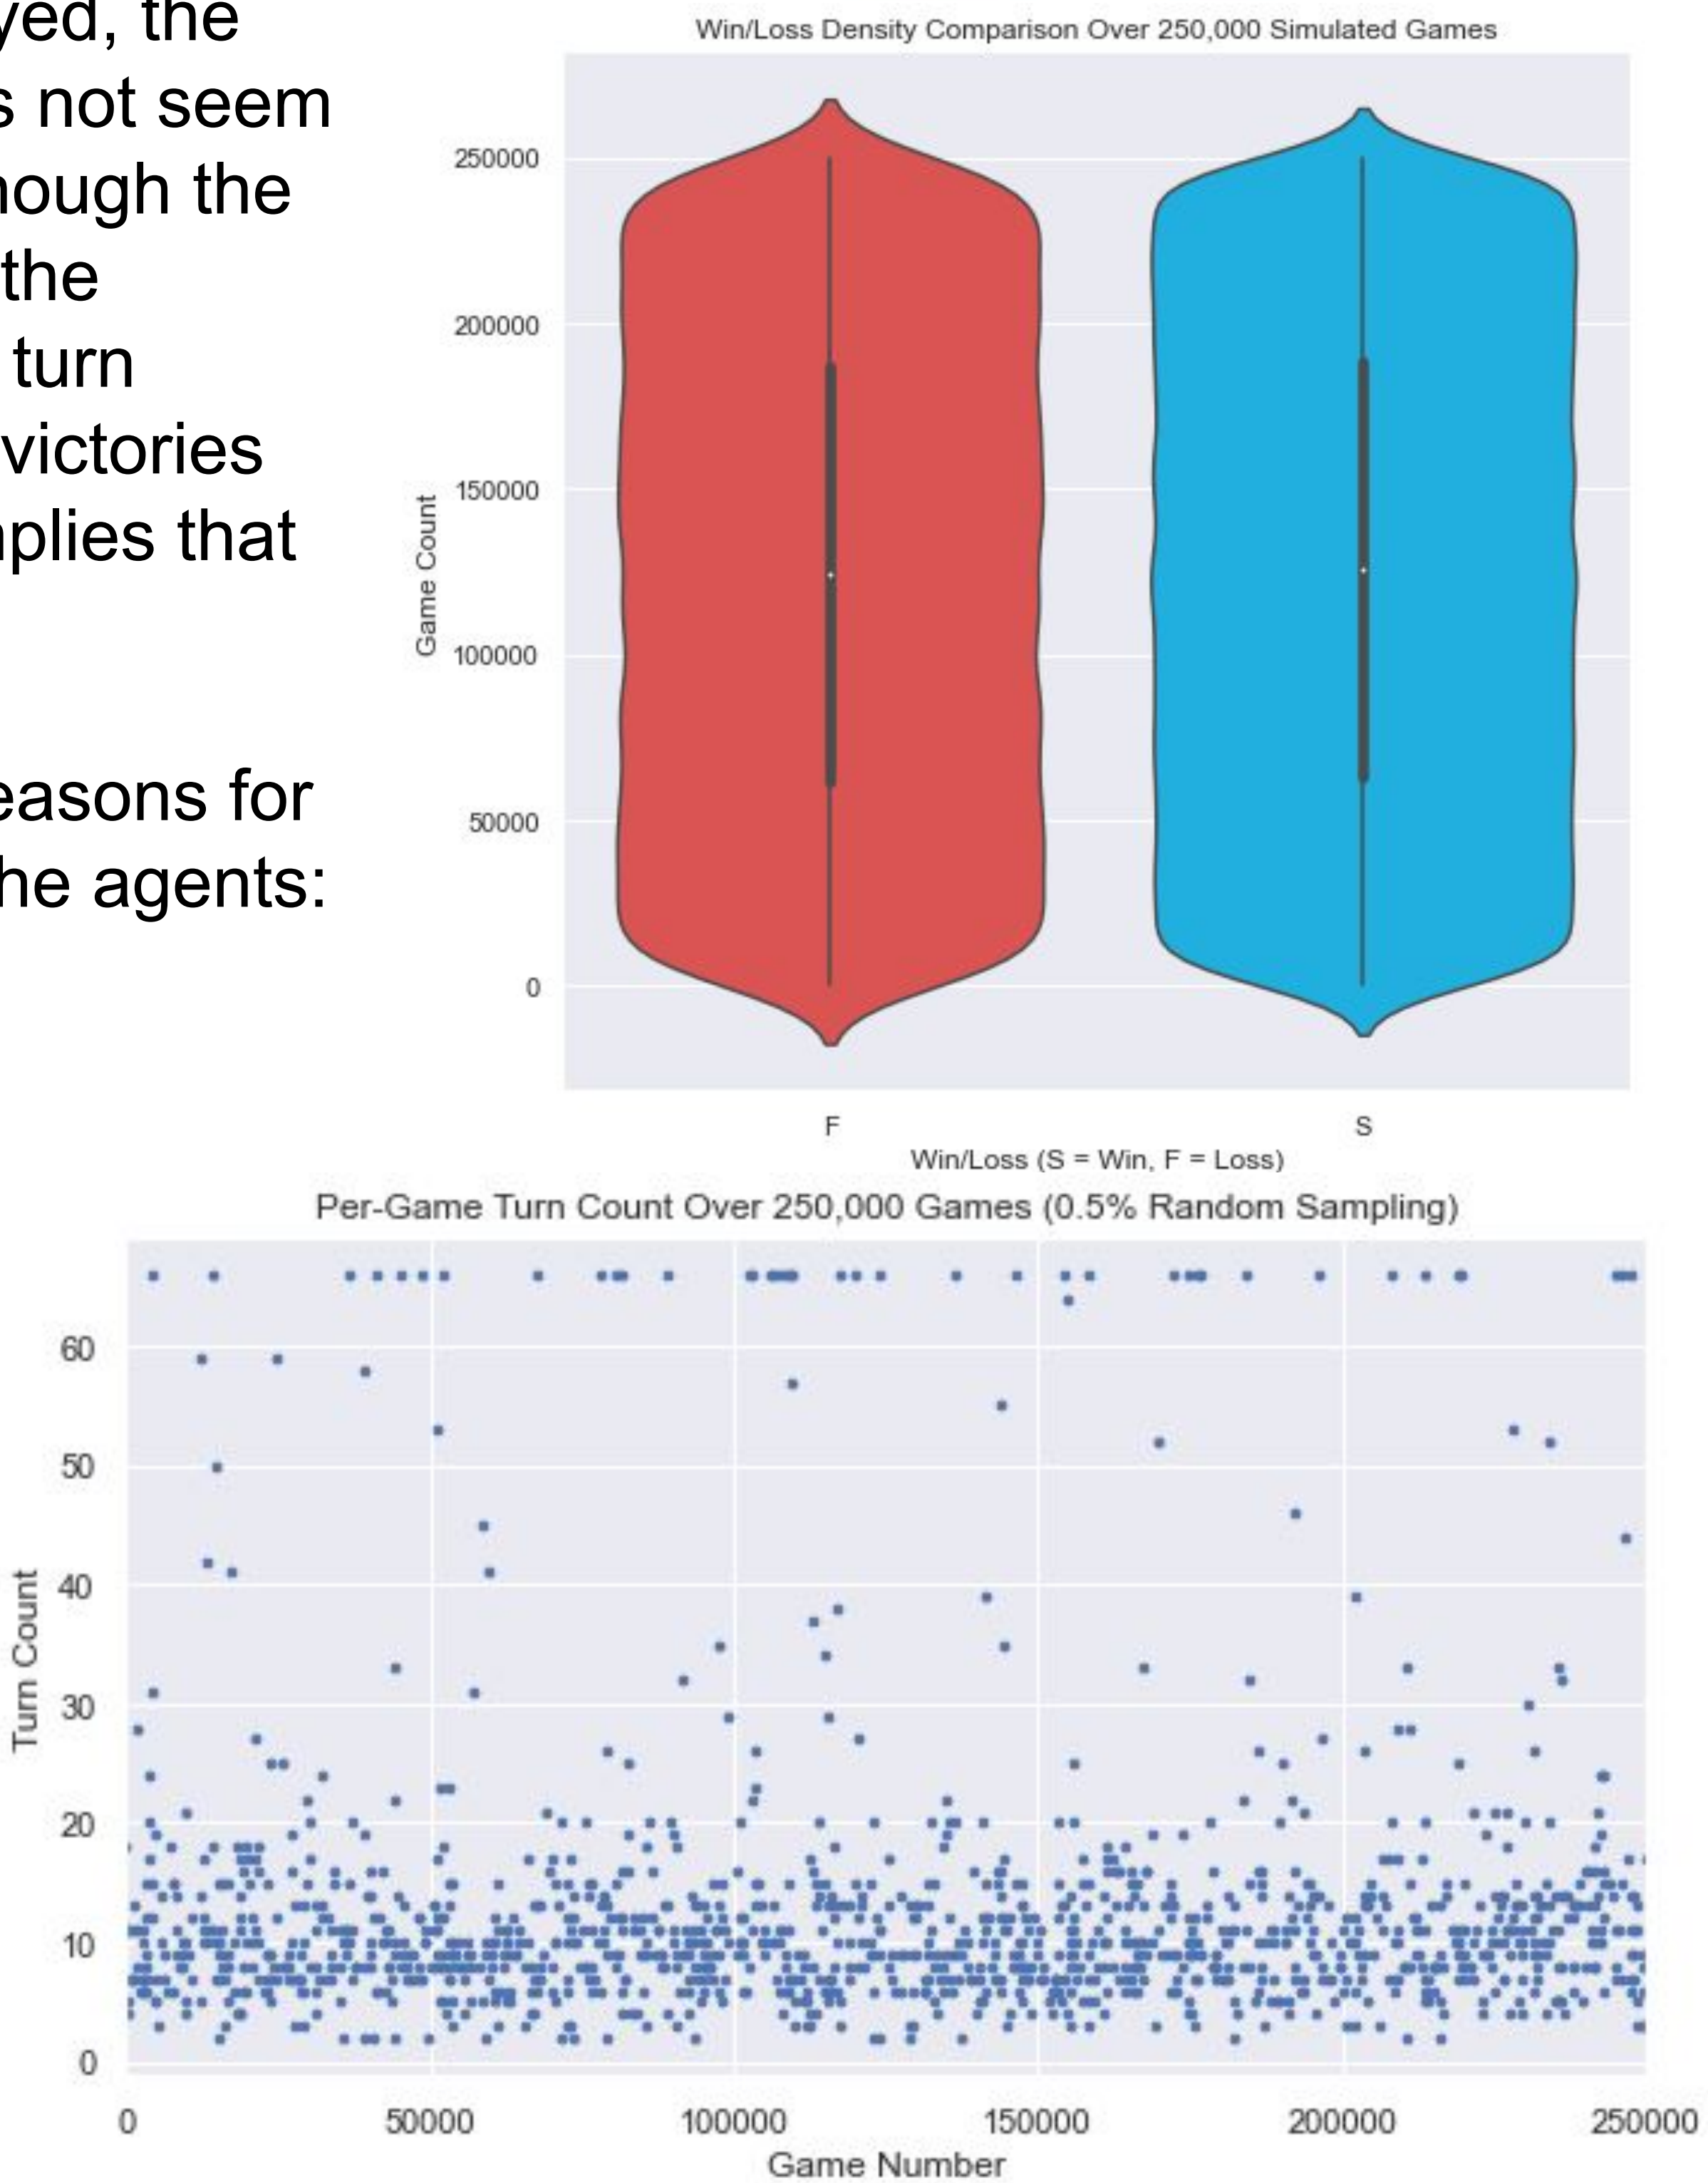 yed, the
s not seem
nough the
the
turn
victories
nplies that
easons for
he agents:
Win/Loss Density Comparison Over 250,000 Simulated Games
250000
200000
150000
100000
50000
0
Game Count
F
S
Win/Loss (S = Win, F = Loss)
Per-Game Turn Count Over 250,000 Games (0.5% Random Sampling)
60
50
40
30
20
10
0
Turn Count
0
50000
100000
150000
200000
250000
Game Number